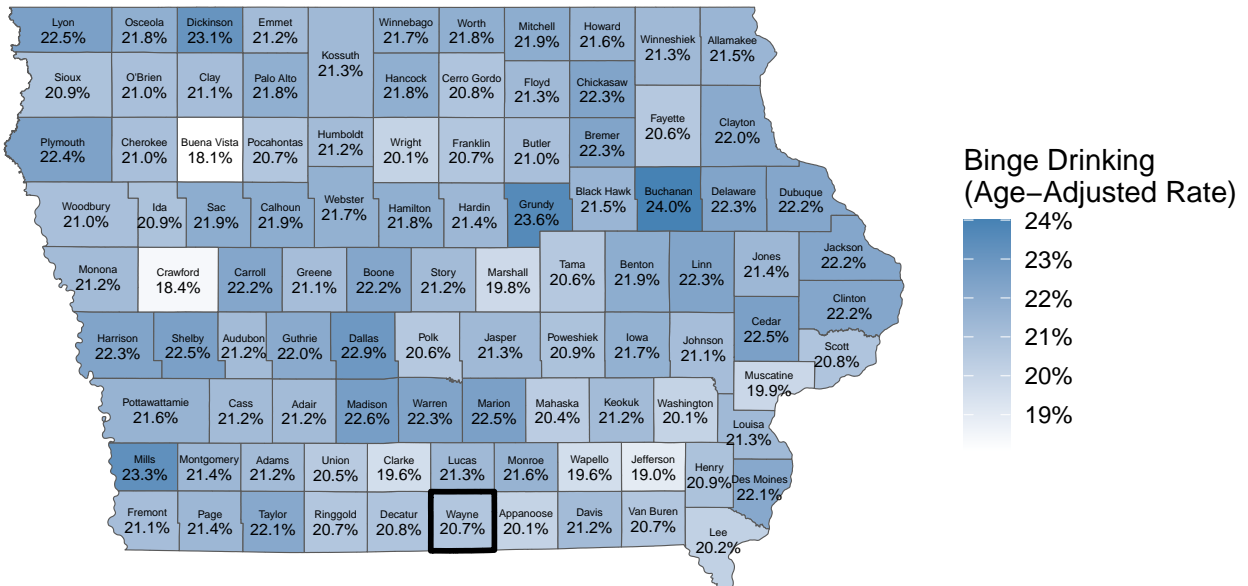 Lyon
22.5%
Osceola
21.8%
Dickinson
23.1%
Emmet
21.2%
Kossuth
21.3%
Winnebago
21.7%
Worth
21.8%
Mitchell
21.9%
Howard
21.6%
Winneshiek
21.3%
Allamakee
21.5%
Sioux
20.9%
O'Brien
21.0%
Clay
21.1%
Palo Alto
21.8%
Hancock
21.8%
Cerro Gordo
20.8%
Floyd
21.3%
Chickasaw
22.3%
Fayette
20.6%
Clayton
22.0%
Plymouth
22.4%
Cherokee
21.0%
Buena Vista
18.1%
Pocahontas
20.7%
Humboldt
21.2%
Wright
20.1%
Franklin
20.7%
Butler
21.0%
Bremer
22.3%
Woodbury
21.0%
Ida
20.9%
Sac
21.9%
Calhoun
21.9%
Webster
21.7%
Hamilton
21.8%
Hardin
21.4%
Grundy
23.6%
Black Hawk
21.5%
Buchanan
24.0%
Delaware
22.3%
Dubuque
22.2%
Monona
21.2%
Crawford
18.4%
Carroll
22.2%
Greene
21.1%
Boone
22.2%
Story
21.2%
Marshall
19.8%
Tama
20.6%
Benton
21.9%
Linn
22.3%
Jones
21.4%
Jackson
22.2%
Clinton
22.2%
Harrison
22.3%
Shelby
22.5%
Audubon
21.2%
Guthrie
22.0%
Dallas
22.9%
Polk
20.6%
Jasper
21.3%
Poweshiek
20.9%
Iowa
21.7%
Johnson
21.1%
Cedar
22.5%
Scott
20.8%
Muscatine
19.9%
Pottawattamie
21.6%
Cass
21.2%
Adair
21.2%
Madison
22.6%
Warren
22.3%
Marion
22.5%
Mahaska
20.4%
Keokuk
21.2%
Washington
20.1%
Louisa
21.3%
Mills
23.3%
Montgomery
21.4%
Adams
21.2%
Union
20.5%
Clarke
19.6%
Lucas
21.3%
Monroe
21.6%
Wapello
19.6%
Jefferson
19.0%
Henry
20.9%
Des Moines
22.1%
Fremont
21.1%
Page
21.4%
Taylor
22.1%
Ringgold
20.7%
Decatur
20.8%
Wayne
20.7%
Appanoose
20.1%
Davis
21.2%
Van Buren
20.7%
Lee
20.2%
Binge Drinking
(Age−Adjusted Rate)
24%
23%
22%
21%
20%
19%